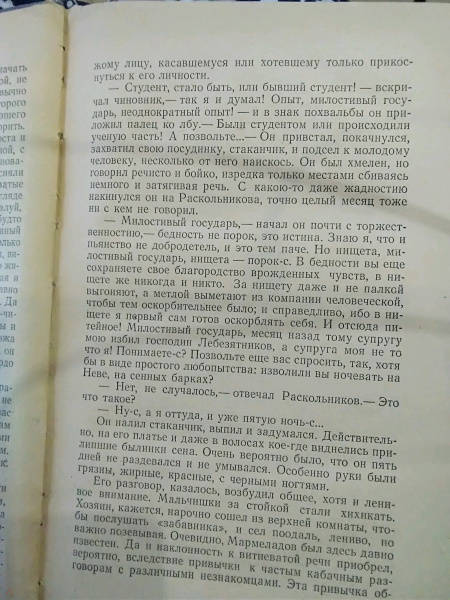 жому лицу, касавшемуся или хотевшему только прикос-
нуться к его личности.
— Студент, стало быть, или бывший студент! — вскри-
чал чиновник,— так я и думал! Опыт, милостивый госу-
дарь, неоднократный опыт! — и в знак похвальбы он при-
ложил палец ко лбу.— Были студентом или происходили
ученую часть! А позвольте...— Он привстал, покачнулся,
захватил свою посудинку, стаканчик, и подсел к молодому
человеку, несколько от него наискось. Он был хмелен, но
говорил речисто и бойко, изредка только местами сбиваясь
немного и затягивая речь. С какою-то даже жадностию
накинулся он на Раскольникова, точно целый месяц тоже
ни с кем не говорил.
— Милостивый государь,— начал он почти с торжест-
венностию,— бедность не порок, это истина. Знаю я, что и
пьянство не добродетель, и это тем паче. Но нищета, ми-
лостивый государь, нищета — порок-с. В бедности вы еще
сохраняете свое благородство врожденных чувств, в ни-
щете же никогда и никто. За нищету даже и не палкой
выгоняют, а метлой выметают из компании человеческой,
чтобы тем оскорбительнее было; и справедливо, ибо в ни-
щете я первый сам готов оскорблять себя. И отсюда пи-
тейное! Милостивый государь, месяц назад тому супругу
мою избил господин Лебезятников, а супруга моя не то
что я! Понимаете-с? Позвольте еще вас спросить, так, хотя
бы в виде простого любопытства: изволили вы ночевать на
Неве, на сенных барках?
— Нет, не случалось,— отвечал Раскольников.— Это
что такое?
— Ну-с, а я оттуда, и уже пятую ночь-с...
Он налил стаканчик, выпил и задумался. Действитель-
но, на его платье и даже в волосах кое-где виднелись при-
липшие былинки сена. Очень вероятно было, что он пять
дней не раздевался и не умывался. Особенно руки были
грязны, жирные, красные, с черными ногтями.
Его разговор, казалось, возбудил общее, хотя и лени-
вое внимание. Мальчишки за стойкой стали хихикать.
Хозяин, кажется, нарочно сошел из верхней комнаты, что-
бы послушать «забавника», и сел поодаль, лениво, но
важно позевывая. Очевидно, Мармеладов был здесь давно
известен. Да и наклонность к витиеватой речи приобрел,
вероятно, вследствие привычки к частым кабачным раз-
говорам с различными незнакомцами. Эта привычка об-